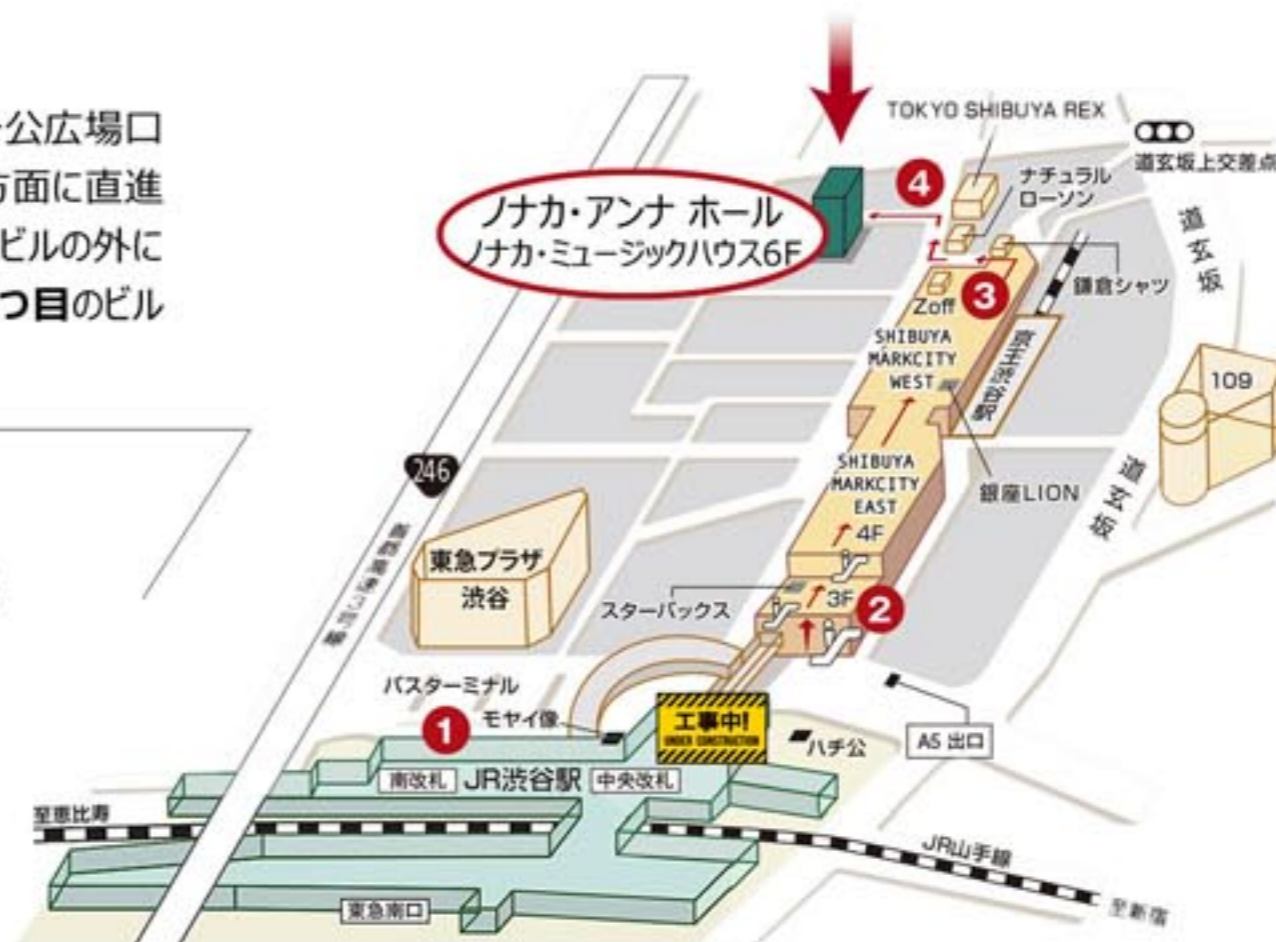 公広場口
方面に直進
ビルの外に
つ目のビル
TOKYO SHIBUYA REX
道玄坂上交差点
ナチュラル
ローソン
4
ノナカ・アンナ ホール
ノナカ・ミュージックハウス6F
道玄坂
鎌倉シャツ
3
Zoff
SHIBUYA
MARKCITY
WEST
京王渋谷駅
109
246
SHIBUYA
MARKCITY
EAST
4F
銀座LION
道玄坂
東急プラザ
渋谷
スターバックス
3F
2
バスターミナル
1
モヤイ像
工事中!
UNDER CONSTRUCTION
ハチ公
A5 出口
南改札
JR渋谷駅
中央改札
至恵比寿
JR山手線
東急南口
至新宿